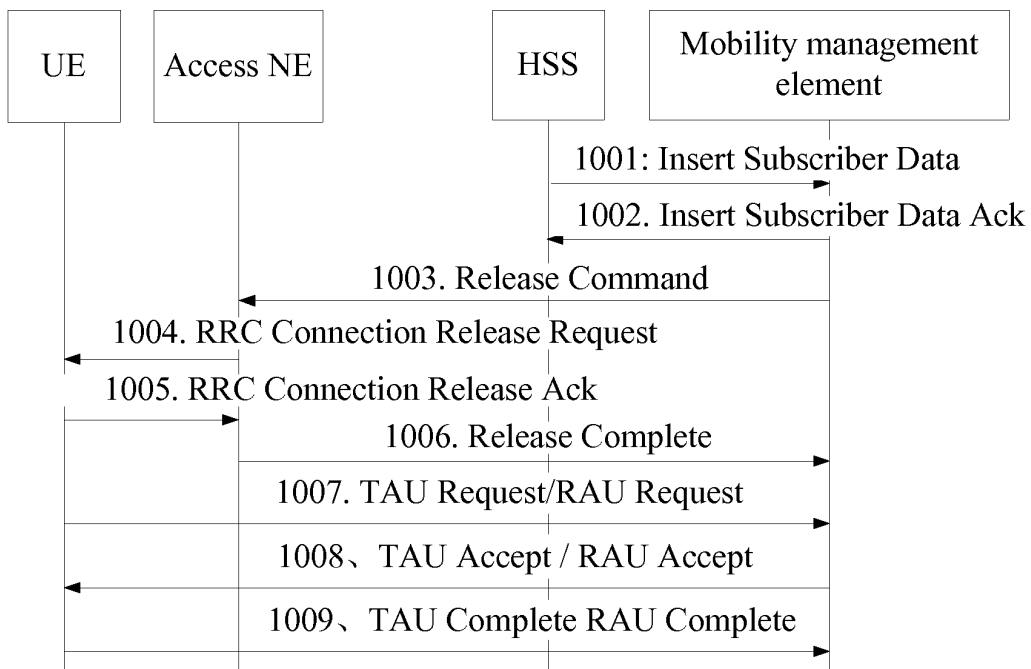 UE
Access NE
HSS
Mobility management
element
1001: Insert Subscriber Data
1002. Insert Subscriber Data Ack
1003. Release Command
1004. RRC Connection Release Request
1005. RRC Connection Release Ack
1006. Release Complete
1007. TAU Request/RAU Request
1008、TAU Accept / RAU Accept
1009、TAU Complete RAU Complete